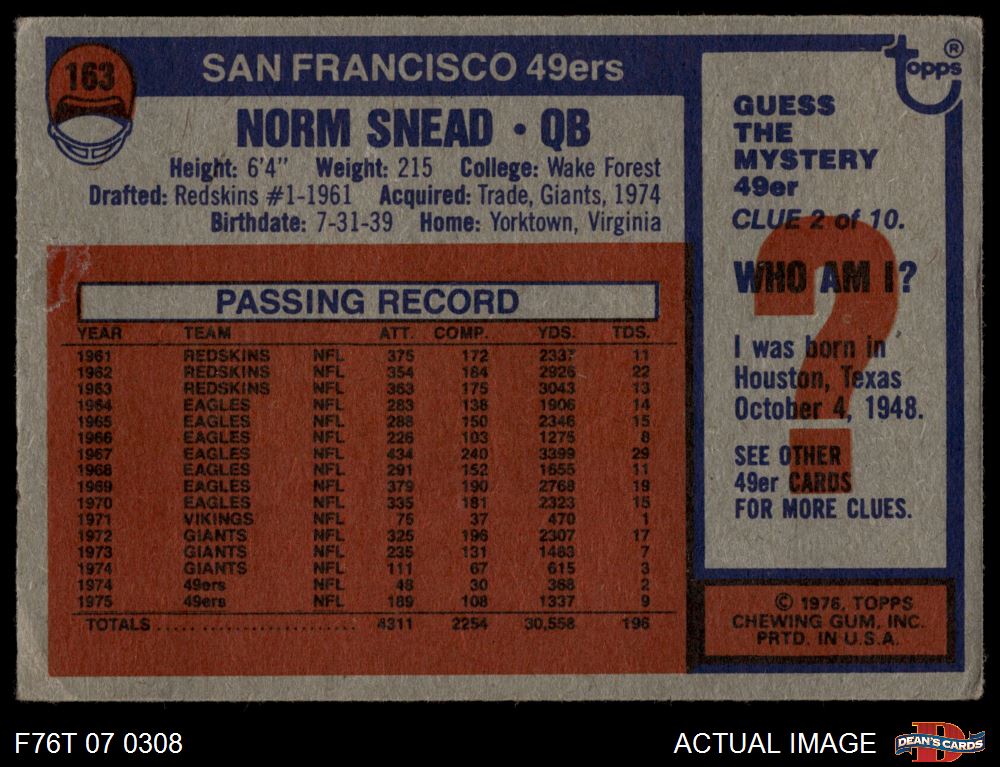 163
SAN FRANCISCO 49ers
NORM SNEAD • QB
Height: 6'4" Weight: 215 College: Wake Forest
Drafted: Redskins #1-1961 Acquired: Trade, Giants, 1974
Birthdate: 7-31-39 Home: Yorktown, Virginia
PASSING RECORD
YEAR TEAM ATT. COMP. YDS. TDS.
1961 REDSKINS NFL 375 172 2337 11
1962 REDSKINS NFL 354 184 2926 22
1963 REDSKINS NFL 363 175 3043 13
1964 EAGLES NFL 283 138 1906 14
1965 EAGLES NFL 288 150 2346 15
1966 EAGLES NFL 226 103 1275 8
1967 EAGLES NFL 434 240 3399 29
1968 EAGLES NFL 291 152 1655 11
1969 EAGLES NFL 379 190 2768 19
1970 EAGLES NFL 335 181 2323 15
1971 VIKINGS NFL 75 37 470 1
1972 GIANTS NFL 325 196 2307 17
1973 GIANTS NFL 235 131 1483 7
1974 GIANTS NFL 111 67 615 3
1974 49ers NFL 48 30 368 2
1975 49ers NFL 189 108 1337 9
TOTALS ..................... 4311 2254 30,558 196
Topps ®
GUESS
THE
MYSTERY
49er
CLUE 2 of 10.
WHO AM I?
I was born in
Houston, Texas
October 4, 1948.
SEE OTHER
49er CARDS
FOR MORE CLUES.
?
© 1976, TOPPS
CHEWING GUM, INC.
PRTD. IN U.S.A.
F76T 07 0308
ACTUAL IMAGE
D
DEAN'S CARDS